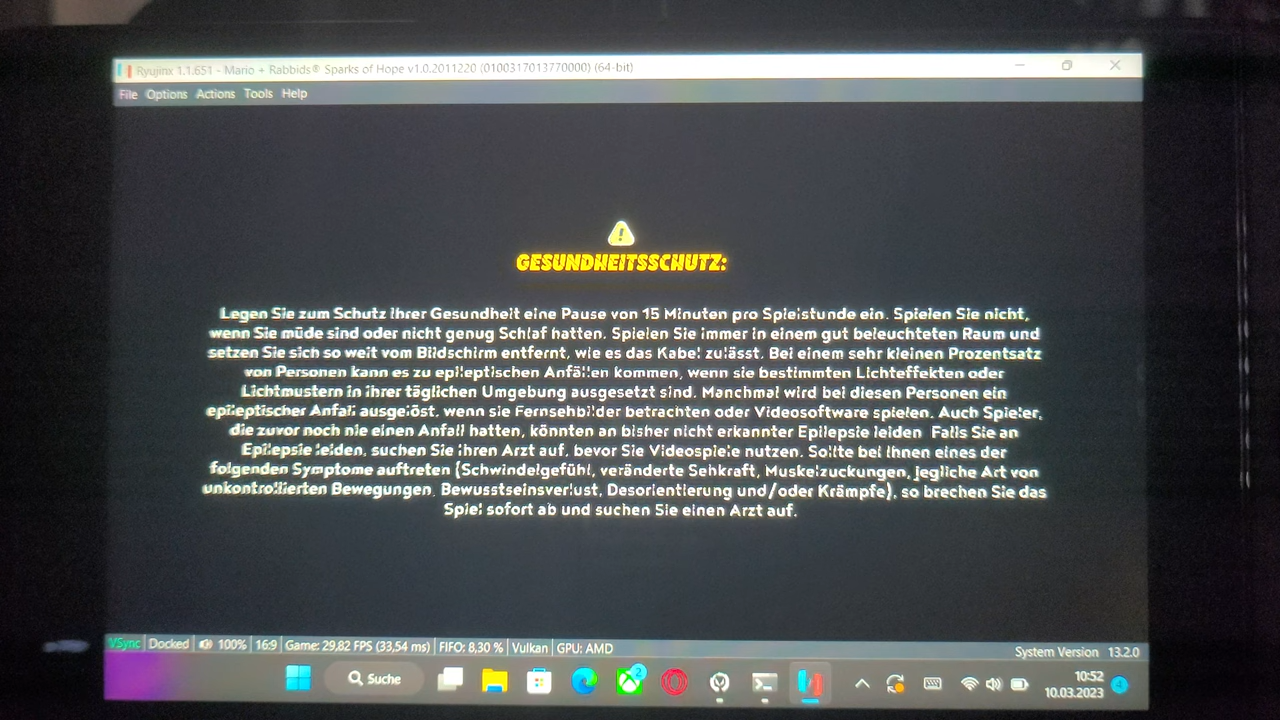 Ryujinx 1.1.651 - Mario + Rabbids® Sparks of Hope v1.0.2011220 (0100317013770000) (64-bit)
File Options Actions Tools Help
GESUNDHEITSSCHUTZ:
Legen Sie zum Schutz Ihrer Gesundheit eine Pause von 15 Minuten pro Spielstunde ein. Spielen Sie nicht,
wenn Sie müde sind oder nicht genug Schlaf hatten. Spielen Sie immer in einem gut beleuchteten Raum und
setzen Sie sich so weit vom Bildschirm entfernt, wie es das Kabel zulässt. Bei einem sehr kleinen Prozentsatz
von Personen kann es zu epileptischen Anfällen kommen, wenn sie bestimmten Lichteffekten oder
Lichtmustern in ihrer täglichen Umgebung ausgesetzt sind. Manchmal wird bei diesen Personen ein
epileptischer Anfall ausgelöst, wenn sie Fernsehbilder betrachten oder Videosoftware spielen. Auch Spieler,
die zuvor noch nie einen Anfall hatten, könnten an bisher nicht erkannter Epilepsie leiden. Falls Sie an
Epilepsie leiden, suchen Sie ihren Arzt auf, bevor Sie Videospiele nutzen. Sollte bei Ihnen eines der
folgenden Symptome auftreten (Schwindelgefühl, veränderte Sehkraft, Muskelzuckungen, jegliche Art von
unkontrollierten Bewegungen, Bewusstseinsverlust, Desorientierung und/oder Krämpfe), so brechen Sie das
Spiel sofort ab und suchen Sie einen Arzt auf.
VSync Docked 100% 16:9 Game: 29,82 FPS (33,54 ms) FIFO: 8,30 % Vulkan GPU: AMD
System Version 13.2.0
Suche
2
10:52
10.03.2023
4